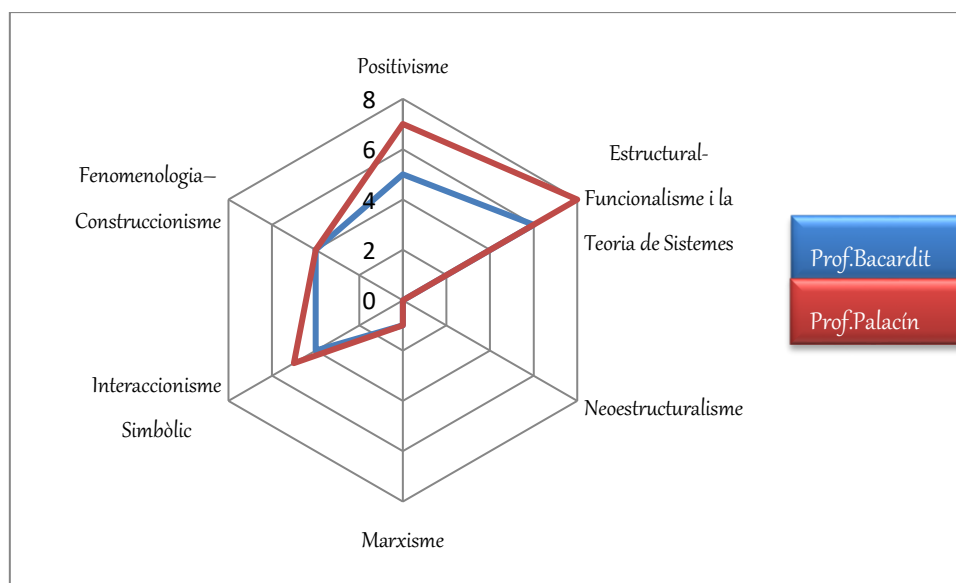 Positivisme
8
6
4
2
0
Estructural-
Funcionalisme i la
Teoria de Sistemes
Neoestructuralisme
Marxisme
Interaccionisme
Simbòlic
Fenomenologia–
Construccionisme
Prof.Bacardit
Prof.Palacín